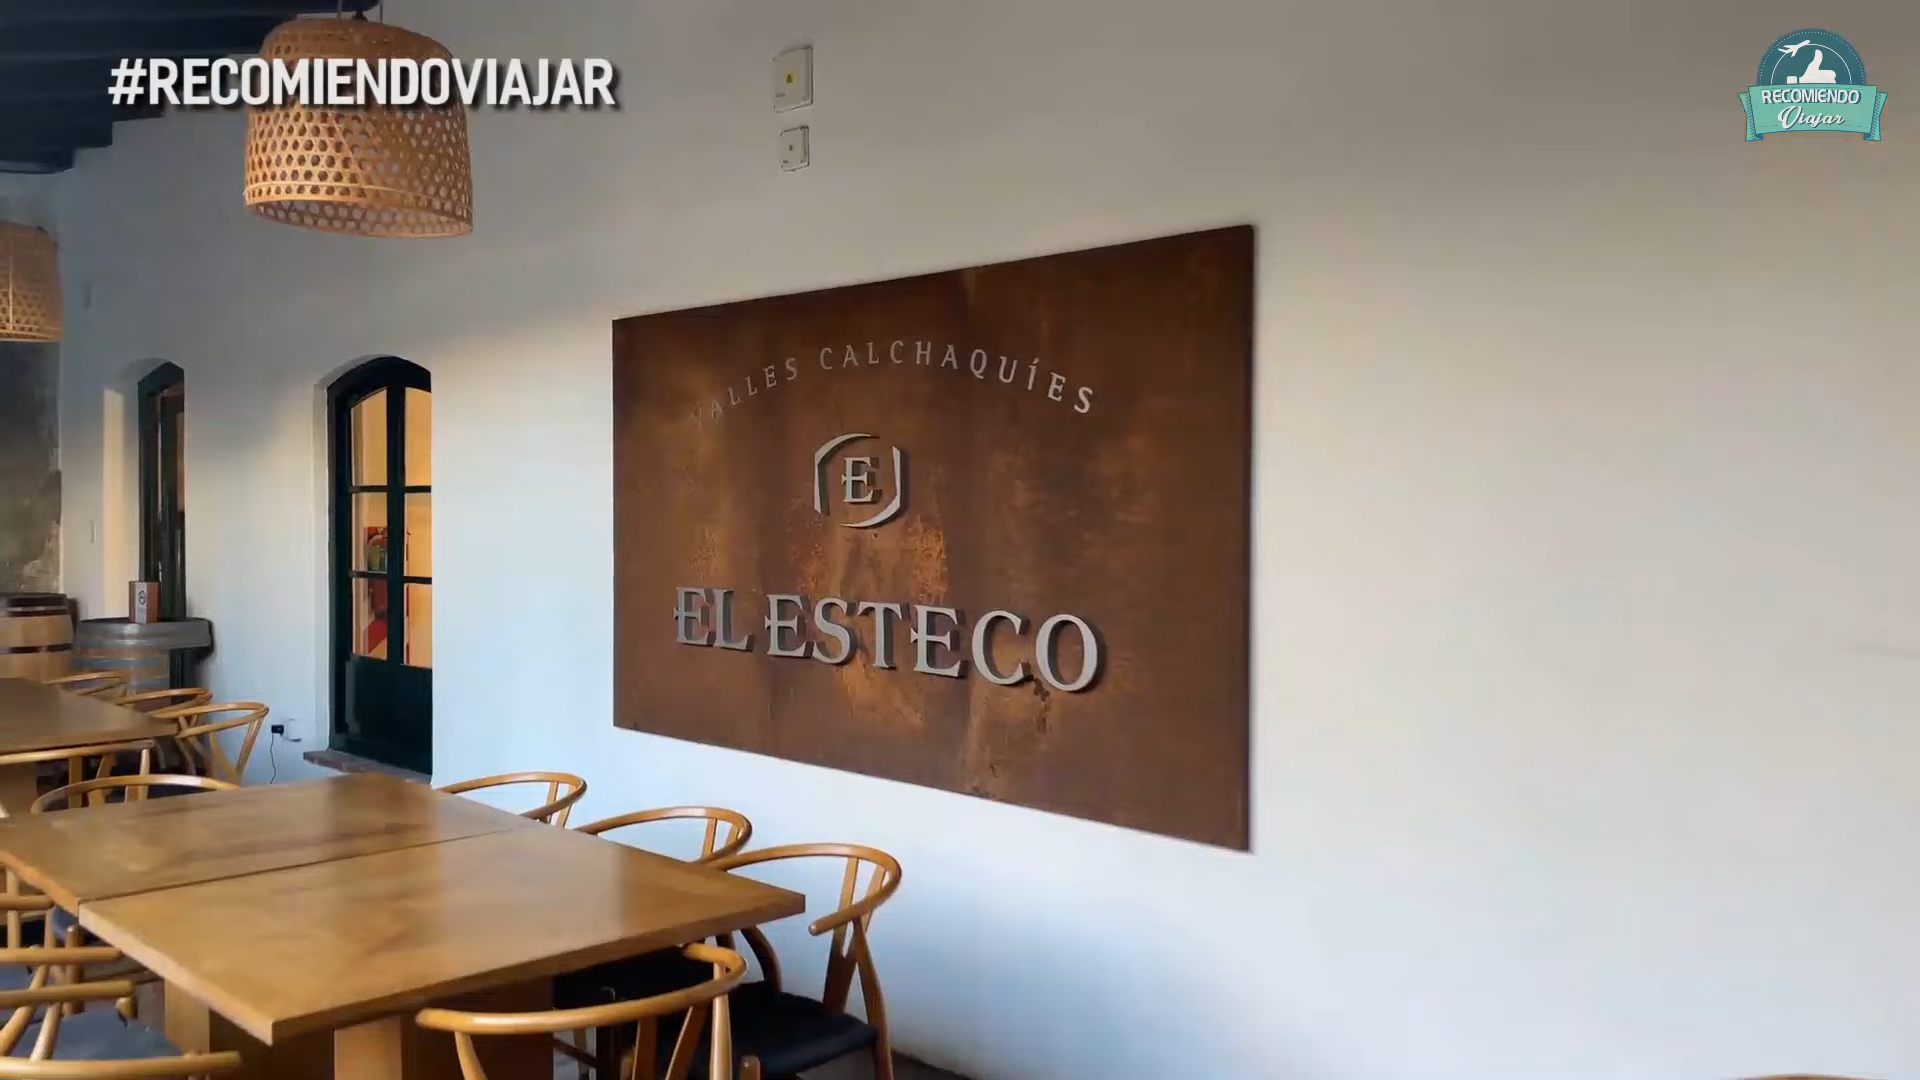 #RECOMIENDOVIAJAR
RECOMIENDO
Viajar
VALLES CALCHAQUÍES
E
EL ESTECO